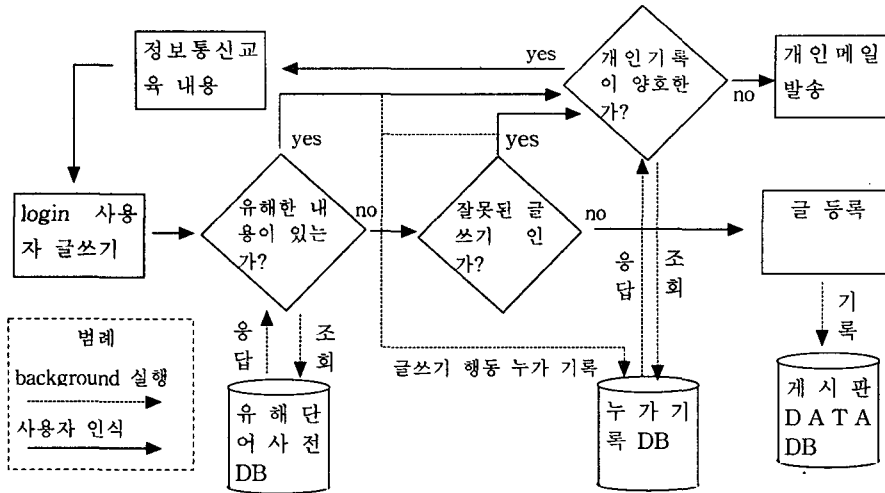 정보통신교
육 내용
yes
개인기록
이 양호한
가?
no
개인메일
발송
yes
yes
login 사용
자 글쓰기
유해한 내
용이 있는
가?
no
잘못된 글
쓰기 인
가?
no
글 등록
응답
조회
기록
범례
background 실행
사용자 인식
응답
조회
글쓰기 행동 누가 기록
유 해 단
어 사 전
DB
누 가 기
록 DB
게 시 판
D A T A
DB